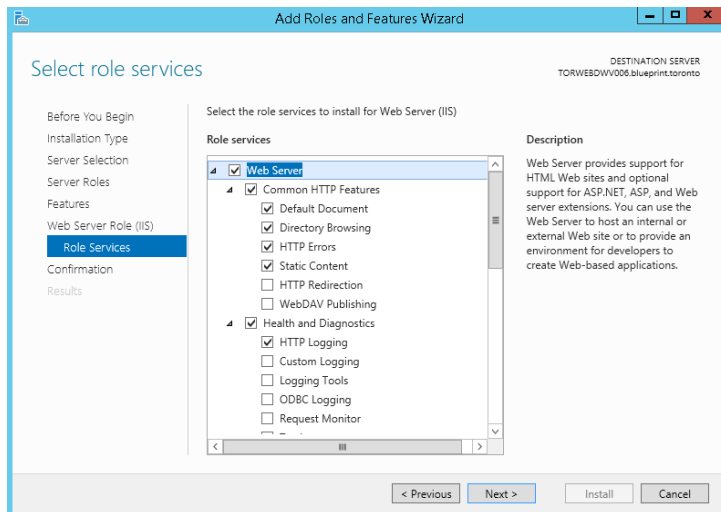 Add Roles and Features Wizard
Select role services
DESTINATION SERVER
TORWEBDWV006.blueprint.toronto
Before You Begin
Installation Type
Server Selection
Server Roles
Features
Web Server Role (IIS)
Role Services
Confirmation
Results
Select the role services to install for Web Server (IIS)
Role services
Web Server
Common HTTP Features
Default Document
Directory Browsing
HTTP Errors
Static Content
HTTP Redirection
WebDAV Publishing
Health and Diagnostics
HTTP Logging
Custom Logging
Logging Tools
ODBC Logging
Request Monitor
Description
Web Server provides support for
HTML Web sites and optional
support for ASP.NET, ASP, and Web
server extensions. You can use the
Web Server to host an internal or
external Web site or to provide an
environment for developers to
create Web-based applications.
< Previous
Next >
Install
Cancel